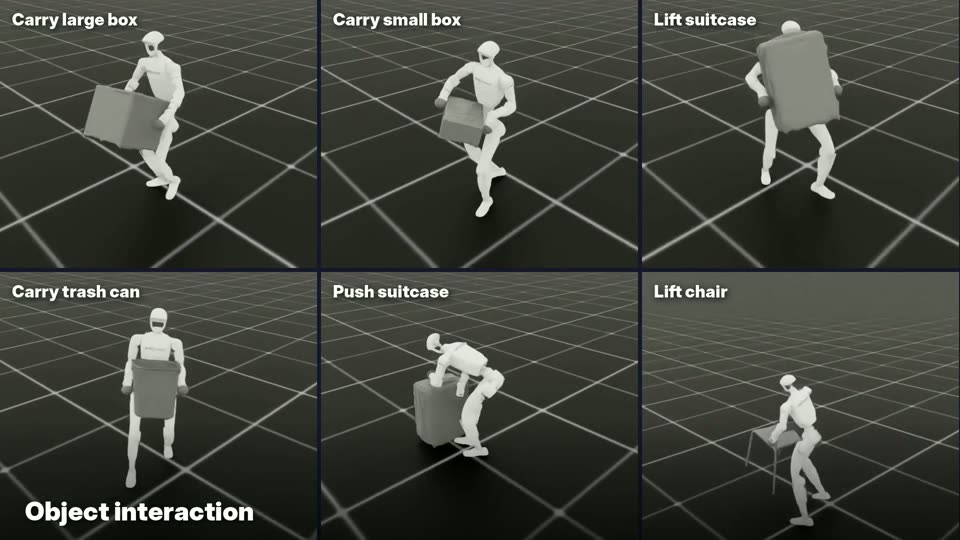 Carry large box
Carry small box
Lift suitcase
Carry trash can
Push suitcase
Lift chair
Object interaction